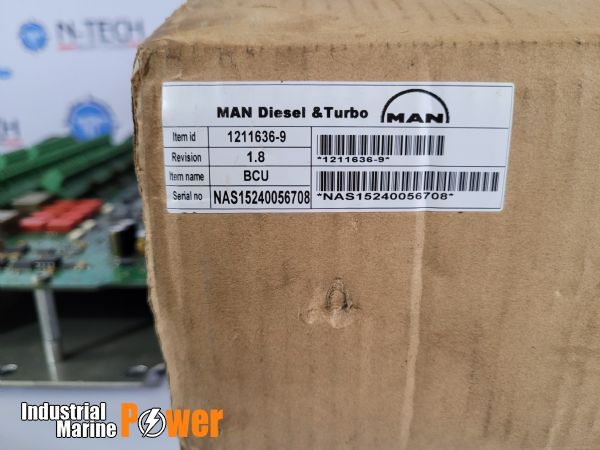 N-TECH
MAN Diesel &Turbo MAN
Item id 1211636-9 *1211636-9*
Revision 1.8
Item name BCU
Serial no NAS15240056708 *NAS15240056708*
Industrial
Marine Power